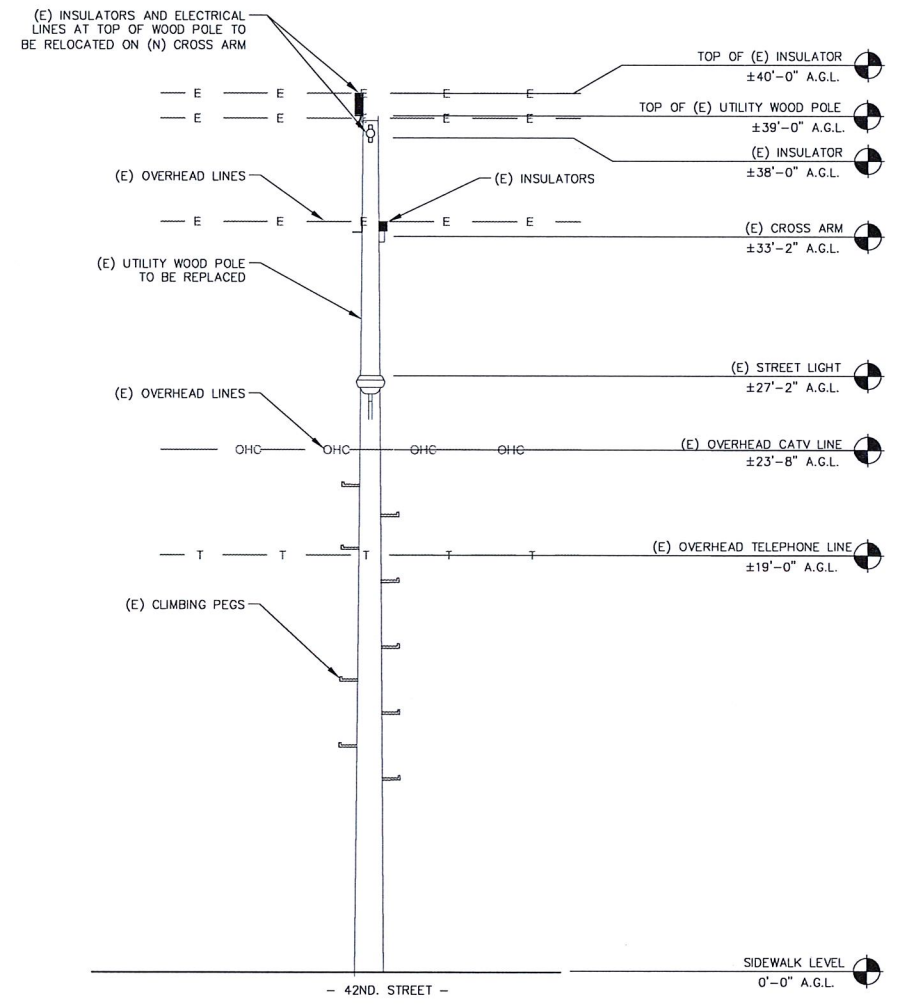 (E) INSULATORS AND ELECTRICAL
LINES AT TOP OF WOOD POLE TO
BE RELOCATED ON (N) CROSS ARM
TOP OF (E) INSULATOR
±40'-0" A.G.L.
E E E E E
TOP OF (E) UTILITY WOOD POLE
±39'-0" A.G.L.
E E E E
(E) INSULATOR
±38'-0" A.G.L.
(E) OVERHEAD LINES
(E) INSULATORS
E E E E E
(E) CROSS ARM
±33'-2" A.G.L.
(E) UTILITY WOOD POLE
TO BE REPLACED
(E) STREET LIGHT
±27'-2" A.G.L.
(E) OVERHEAD LINES
OHC OHC OHC OHC
(E) OVERHEAD CATV LINE
±23'-8" A.G.L.
T T T T T
(E) OVERHEAD TELEPHONE LINE
±19'-0" A.G.L.
(E) CLIMBING PEGS
SIDEWALK LEVEL
0'-0" A.G.L.
- 42ND. STREET -